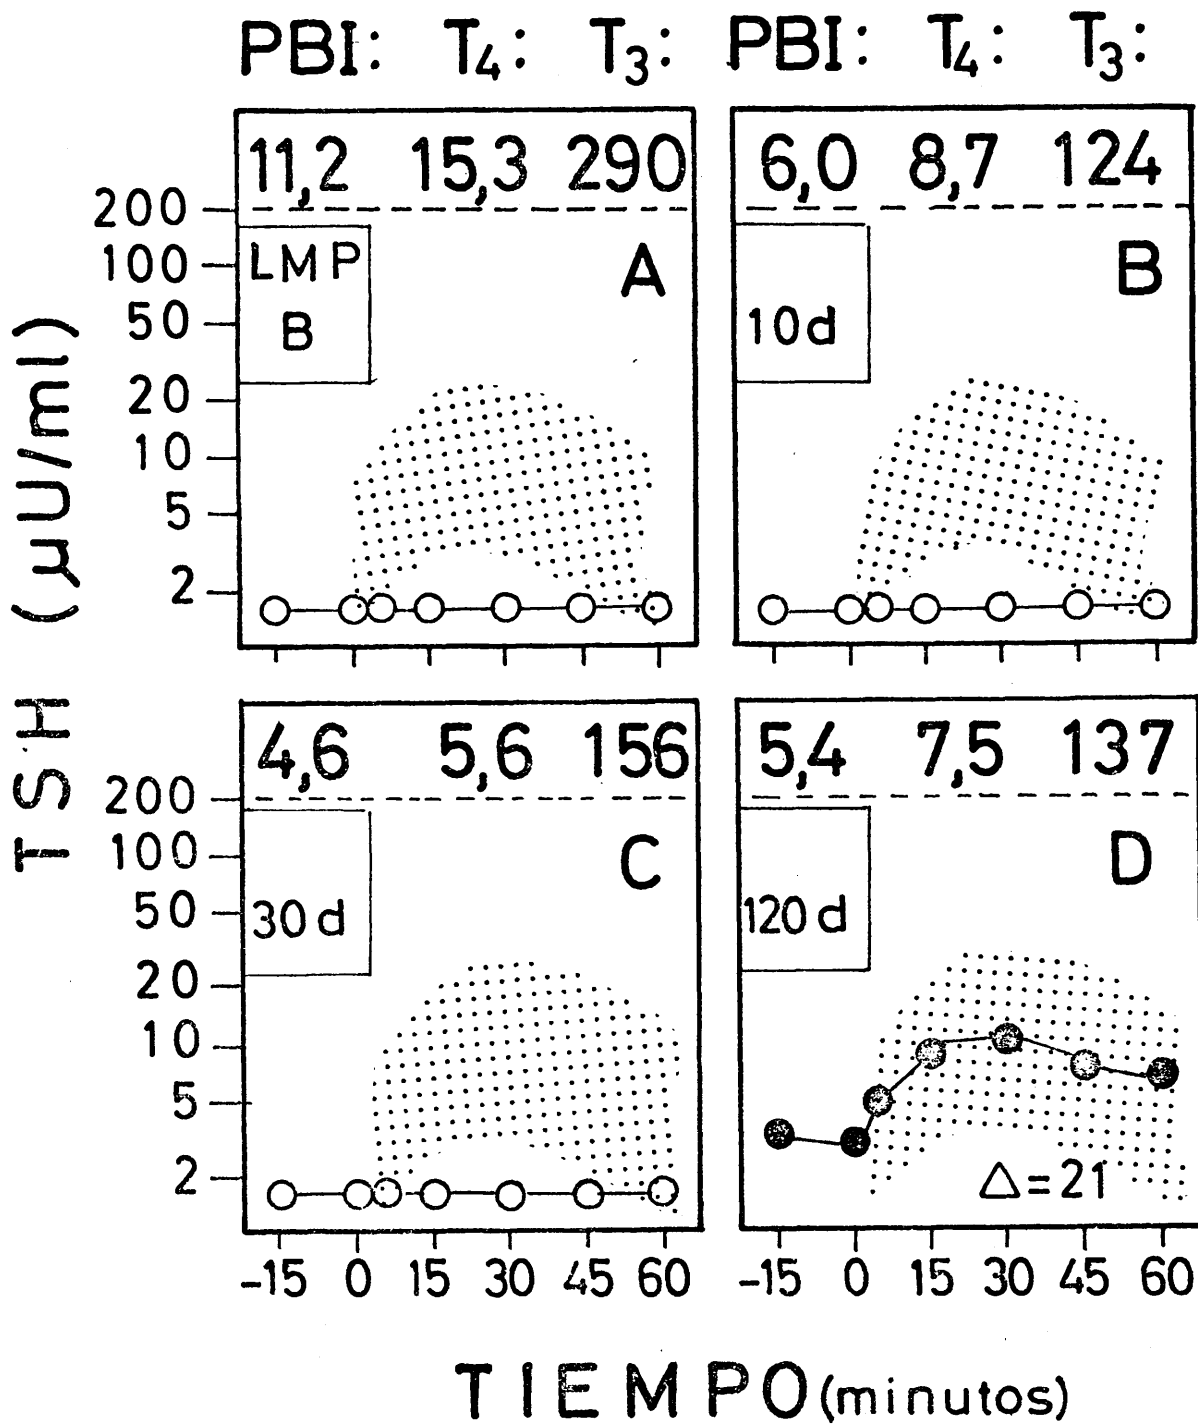 PBI: T4: T3: PBI: T4: T3:
11,2 15,3 290
6,0 8,7 124
200
100
50
20
10
5
2
LMP
B
A
10d
B
TSH (µU/ml)
4,6 5,6 156
5,4 7,5 137
200
100
50
20
10
5
2
30d
C
120d
D
△=21
-15 0 15 30 45 60
-15 0 15 30 45 60
TIEMPO (minutos)